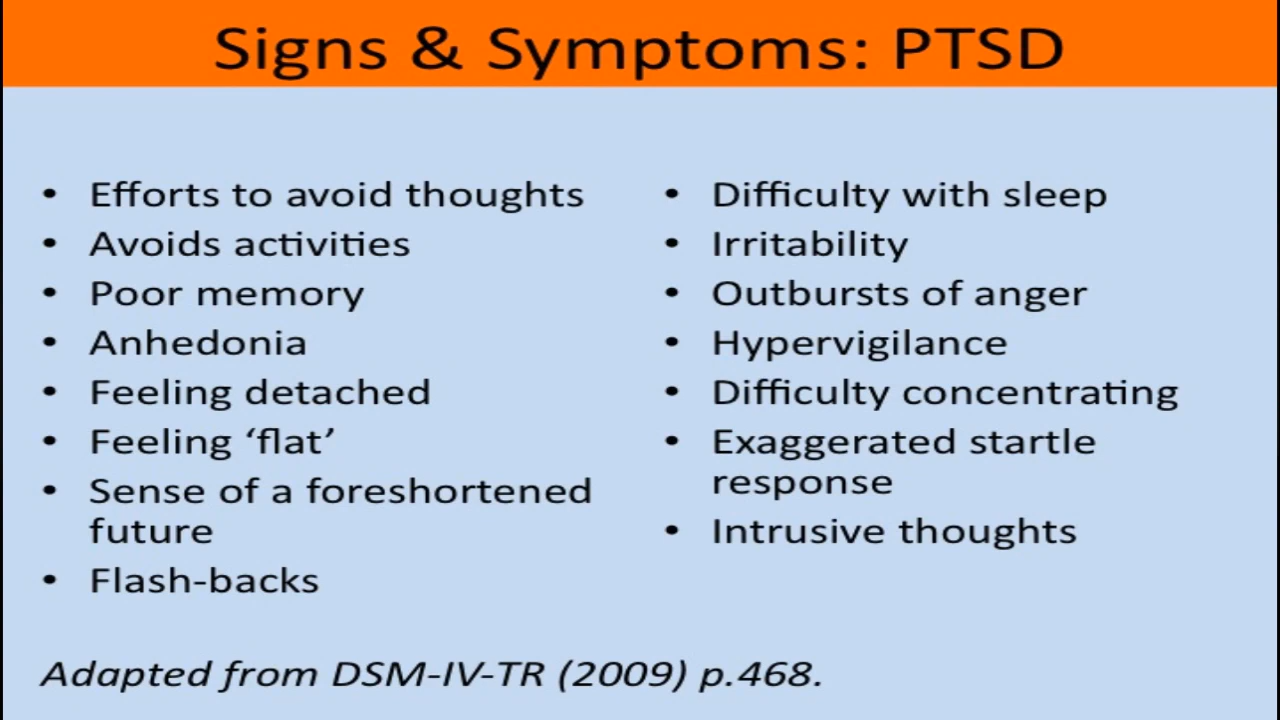 Signs & Symptoms: PTSD
• Efforts to avoid thoughts
• Avoids activities
• Poor memory
• Anhedonia
• Feeling detached
• Feeling ‘flat’
• Sense of a foreshortened
future
• Flash-backs
• Difficulty with sleep
• Irritability
• Outbursts of anger
• Hypervigilance
• Difficulty concentrating
• Exaggerated startle
response
• Intrusive thoughts
Adapted from DSM-IV-TR (2009) p.468.